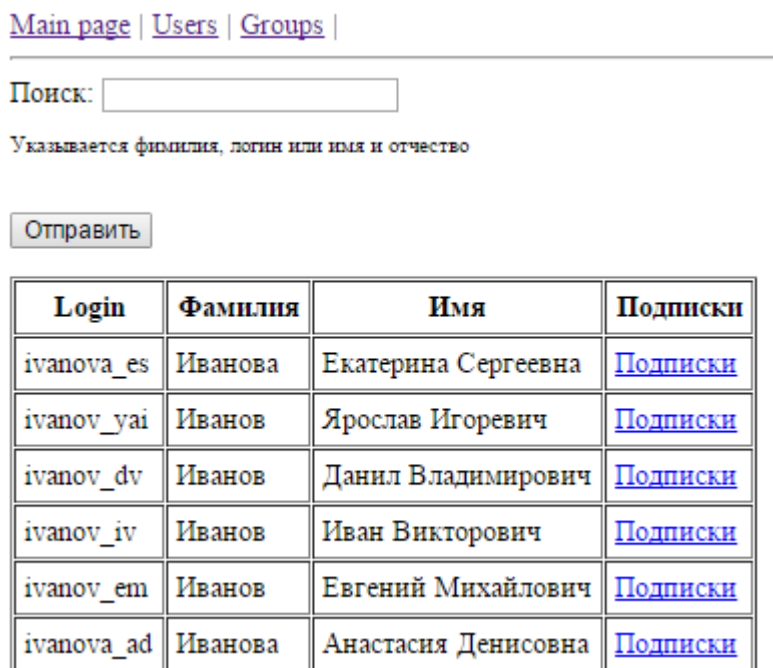 Main page | Users | Groups |
Поиск:
Указывается фимилия, логин или имя и отчество
Отправить
Login Фамилия Имя Подписки
ivanova_es Иванова Екатерина Сергеевна Подписки
ivanov_yai Иванов Ярослав Игоревич Подписки
ivanov_dv Иванов Данил Владимирович Подписки
ivanov_iv Иванов Иван Викторович Подписки
ivanov_em Иванов Евгений Михайлович Подписки
ivanova_ad Иванова Анастасия Денисовна Подписки